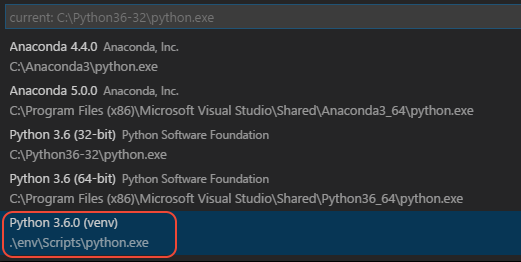 current: C:\Python36-32\python.exe
Anaconda 4.4.0 Anaconda, Inc.
C:\Anaconda3\python.exe
Anaconda 5.0.0 Anaconda, Inc.
C:\Program Files (x86)\Microsoft Visual Studio\Shared\Anaconda3_64\python.exe
Python 3.6 (32-bit) Python Software Foundation
C:\Python36-32\python.exe
Python 3.6 (64-bit) Python Software Foundation
C:\Program Files (x86)\Microsoft Visual Studio\Shared\Python36_64\python.exe
Python 3.6.0 (venv)
.\env\Scripts\python.exe